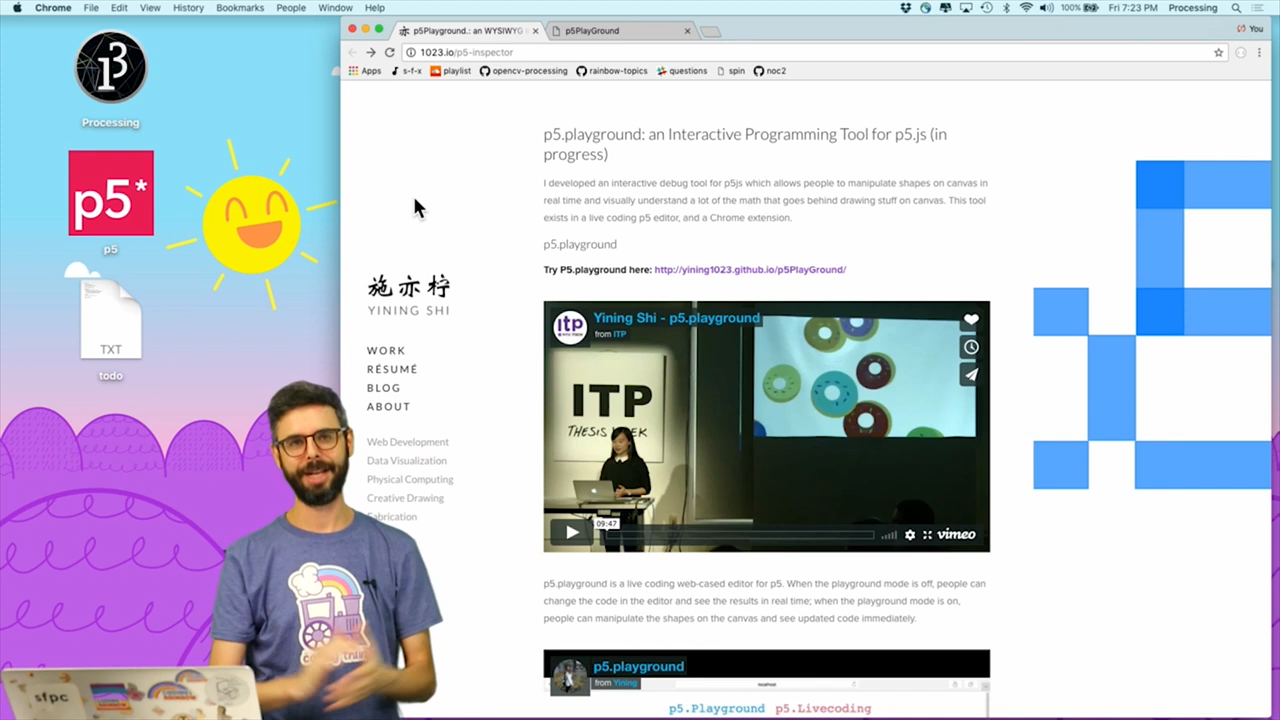 Chrome File Edit View History Bookmarks People Window Help
100% Fri 7:23 PM Processing
p5Playground.: an WYSIWYG
p5PlayGround
You
1023.io/p5-inspector
Apps s-f-x playlist opencv-processing rainbow-topics questions spin noc2
Processing
p5*
p5
TXT
todo
施亦柠
YINING SHI
WORK
RÉSUMÉ
BLOG
ABOUT
Web Development
Data Visualization
Physical Computing
Creative Drawing
Fabrication
p5.playground: an Interactive Programming Tool for p5.js (in
progress)
I developed an interactive debug tool for p5js which allows people to manipulate shapes on canvas in
real time and visually understand a lot of the math that goes behind drawing stuff on canvas. This tool
exists in a live coding p5 editor, and a Chrome extension.
p5.playground
Try P5.playground here: http://yining1023.github.io/p5PlayGround/
itp
Yining Shi - p5.playground
from ITP
ITP
THESIS WEEK
09:47
vimeo
p5.playground is a live coding web-cased editor for p5. When the playground mode is off, people can
change the code in the editor and see the results in real time; when the playground mode is on,
people can manipulate the shapes on the canvas and see updated code immediately.
p5.playground
from Yining
localhost
p5.Playground p5.Livecoding
sfpc